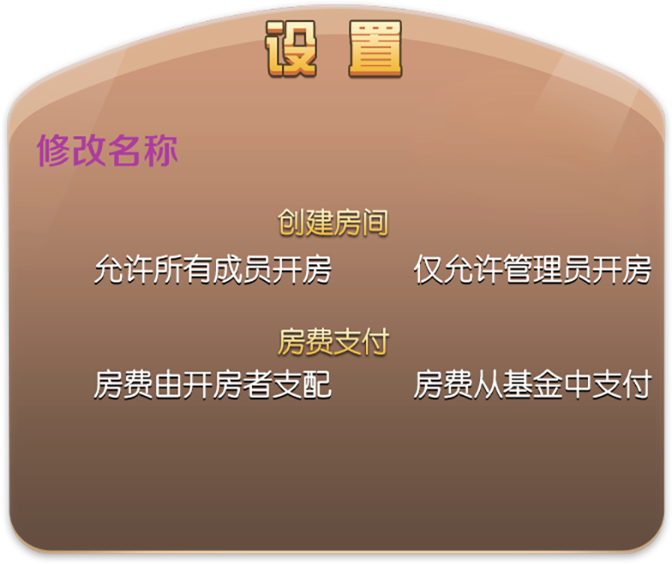 设置
修改名称
创建房间
允许所有成员开房 仅允许管理员开房
房费支付
房费由开房者支配 房费从基金中支付